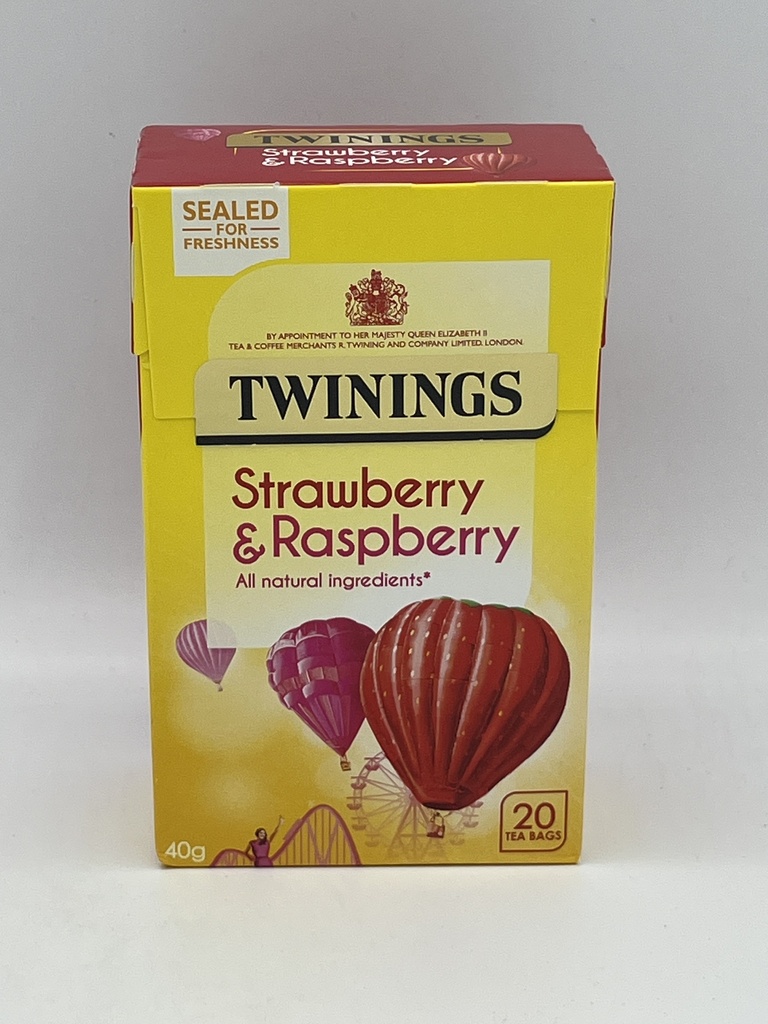 TWININGS
Strawberry
& Raspberry
SEALED
FOR
FRESHNESS
BY APPOINTMENT TO HER MAJESTY QUEEN ELIZABETH II
TEA & COFFEE MERCHANTS R. TWINING AND COMPANY LIMITED. LONDON.
TWININGS
Strawberry
& Raspberry
All natural ingredients*
20
TEA BAGS
40g